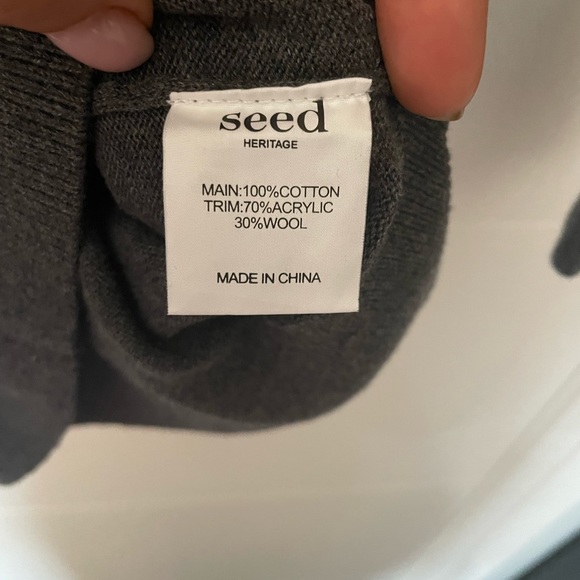 seed
HERITAGE
MAIN:100%COTTON
TRIM:70%ACRYLIC
30%WOOL
MADE IN CHINA